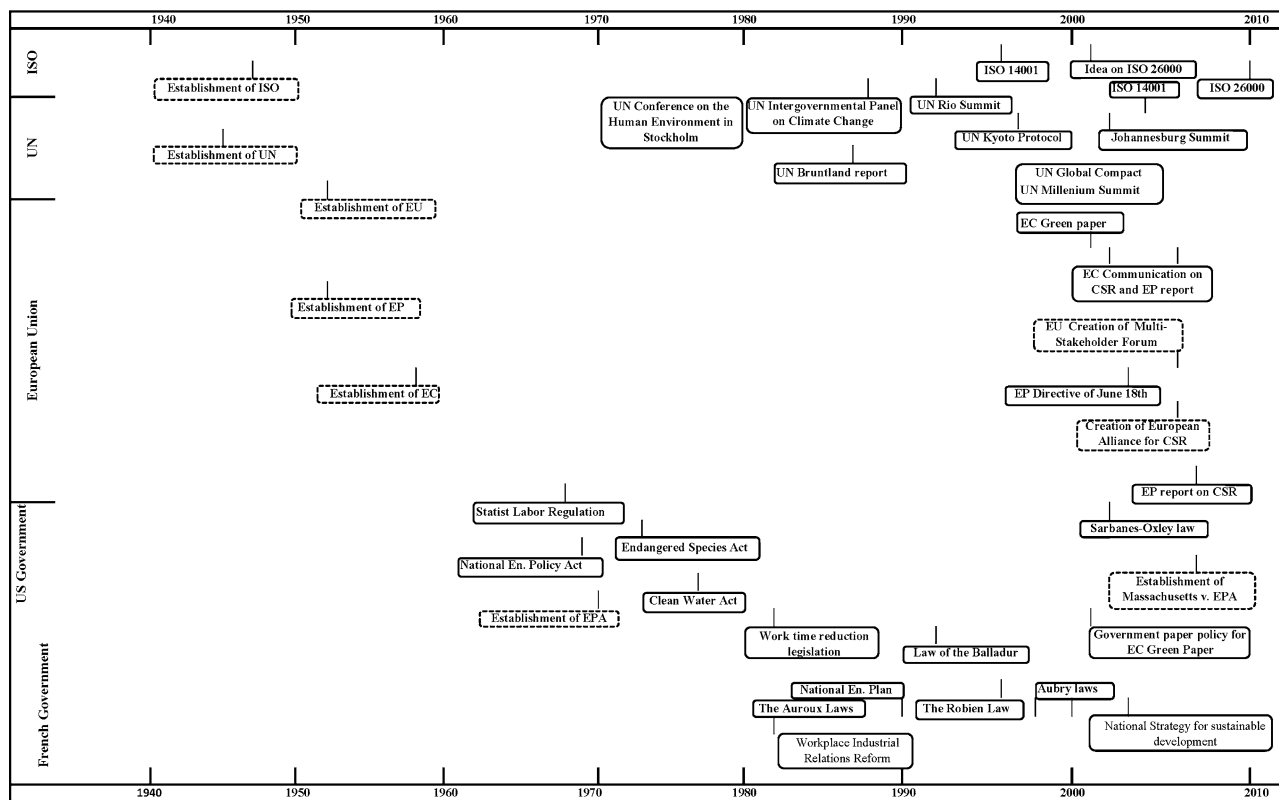 1940 1950 1960 1970 1980 1990 2000 2010
ISO
Establishment of ISO
ISO 14001
Idea on ISO 26000
ISO 14001
ISO 26000
UN
Establishment of UN
UN Conference on the
Human Environment in
Stockholm
UN Intergovernmental Panel
on Climate Change
UN Bruntland report
UN Rio Summit
UN Kyoto Protocol
Johannesburg Summit
UN Global Compact
UN Millenium Summit
European Union
Establishment of EU
Establishment of EP
Establishment of EC
EC Green paper
EC Communication on
CSR and EP report
EU Creation of Multi-
Stakeholder Forum
EP Directive of June 18th
Creation of European
Alliance for CSR
EP report on CSR
US Government
Statist Labor Regulation
Endangered Species Act
National En. Policy Act
Clean Water Act
Establishment of EPA
Sarbanes-Oxley law
Establishment of
Massachusetts v. EPA
French Government
Work time reduction
legislation
Law of the Balladur
Government paper policy for
EC Green Paper
National En. Plan
The Auroux Laws
The Robien Law
Aubry laws
Workplace Industrial
Relations Reform
National Strategy for sustainable
development
1940 1950 1960 1970 1980 1990 2000 2010